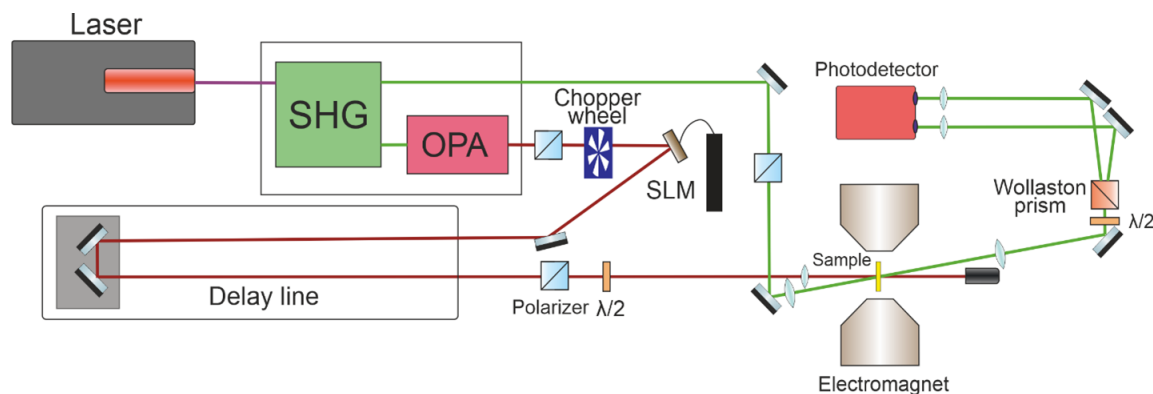 Laser
SHG
OPA
Chopper
wheel
SLM
Photodetector
Wollaston
prism
λ/2
Sample
Delay line
Polarizer
λ/2
Electromagnet